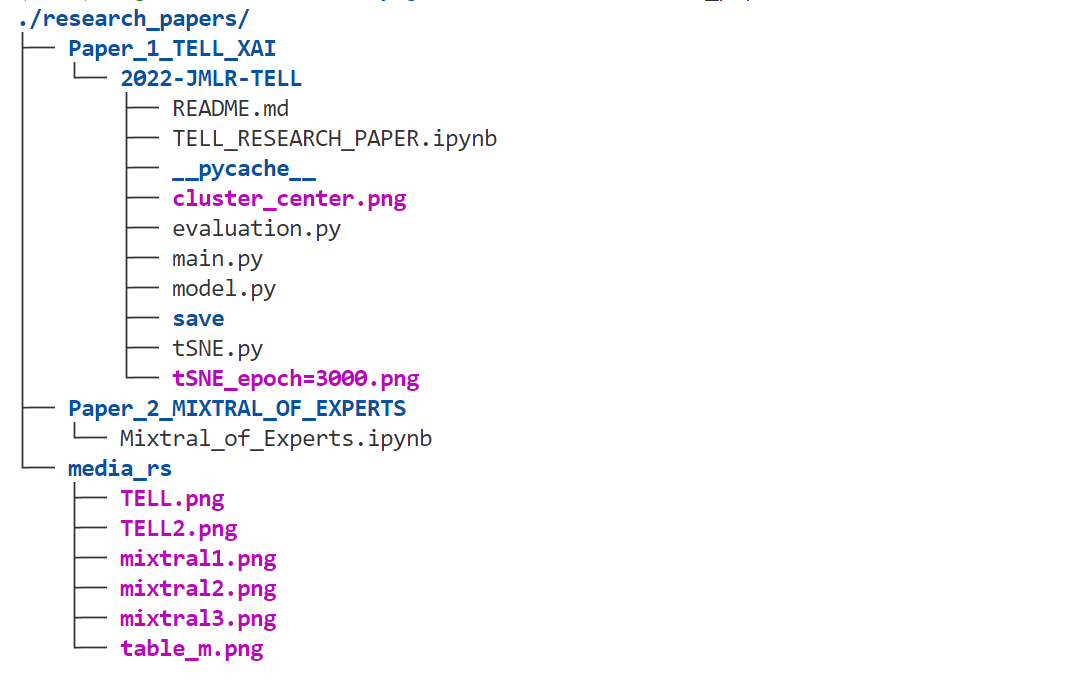 ./research_papers/
Paper_1_TELL_XAI
2022-JMLR-TELL
README.md
TELL_RESEARCH_PAPER.ipynb
__pycache__
cluster_center.png
evaluation.py
main.py
model.py
save
tSNE.py
tSNE_epoch=3000.png
Paper_2_MIXTRAL_OF_EXPERTS
Mixtral_of_Experts.ipynb
media_rs
TELL.png
TELL2.png
mixtral1.png
mixtral2.png
mixtral3.png
table_m.png